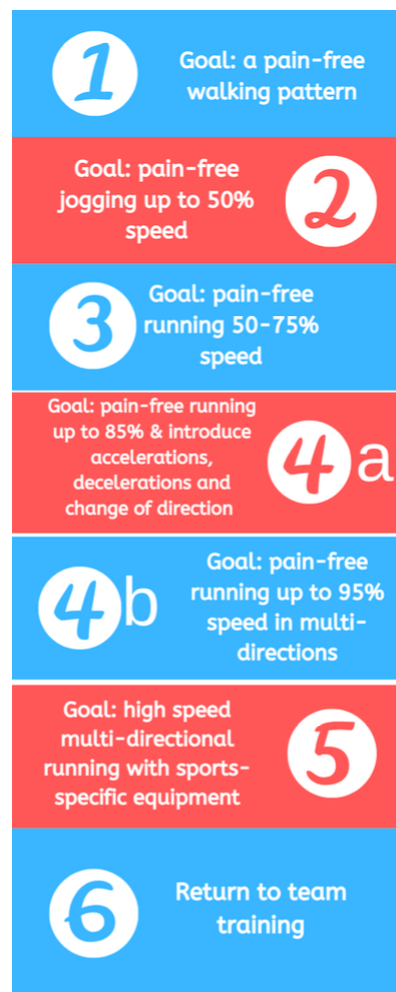 1
Goal: a pain-free
walking pattern
Goal: pain-free
jogging up to 50%
speed
2
3
Goal: pain-free
running 50-75%
speed
Goal: pain-free running
up to 85% & introduce
accelerations,
decelerations and
change of direction
4a
4b
Goal: pain-free
running up to 95%
speed in multi-
directions
Goal: high speed
multi-directional
running with sports-
specific equipment
5
6
Return to team
training